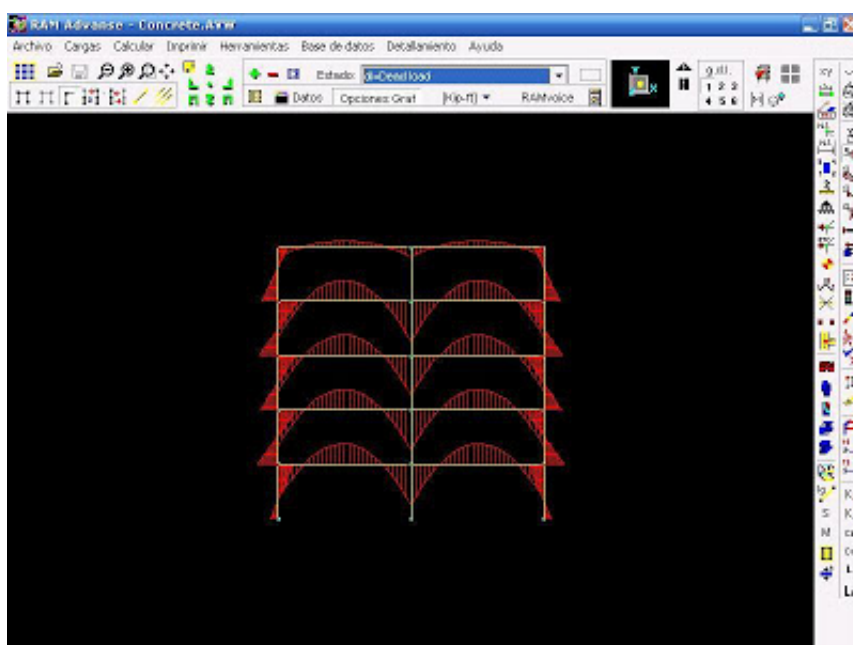 RAM Advanse - Concrete.AVW
Archivo Cargas Calcular Imprimir Herramientas Base de datos Detallamiento Ayuda
Estado: dl=Dead load
Datos Opciones Graf [Kip-ft] RAMvoice
g.d.l.
1 2 3
4 5 6
xy
S
M
K
K